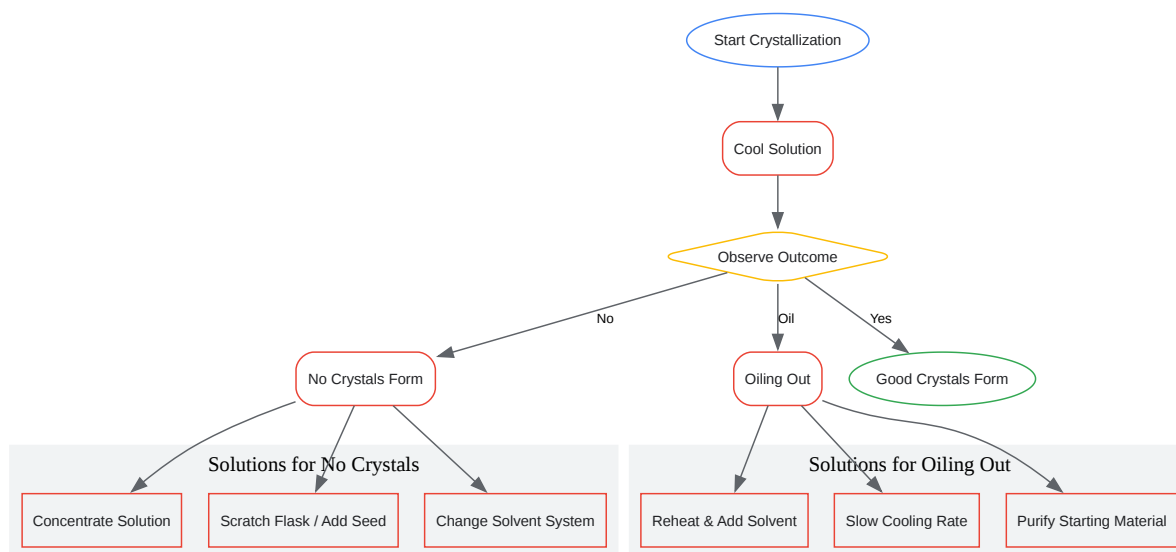 Start Crystallization
Cool Solution
Observe Outcome
No
Oil
Yes
No Crystals Form
Oiling Out
Good Crystals Form
Solutions for No Crystals
Solutions for Oiling Out
Concentrate Solution
Scratch Flask / Add Seed
Change Solvent System
Reheat & Add Solvent
Slow Cooling Rate
Purify Starting Material